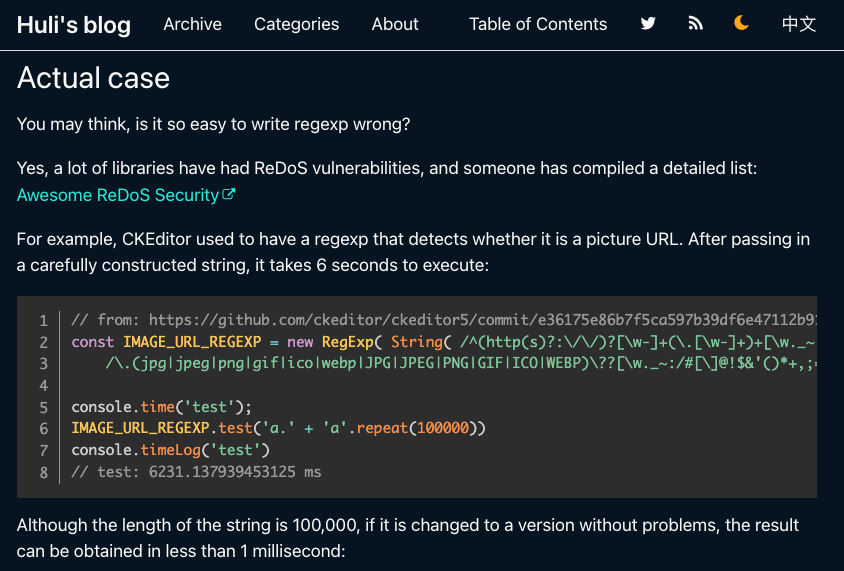 Huli's blog Archive Categories About Table of Contents 中文
Actual case
You may think, is it so easy to write regexp wrong?
Yes, a lot of libraries have had ReDoS vulnerabilities, and someone has compiled a detailed list:
Awesome ReDoS Security
For example, CKEditor used to have a regexp that detects whether it is a picture URL. After passing in
a carefully constructed string, it takes 6 seconds to execute:
1 // from: https://github.com/ckeditor/ckeditor5/commit/e36175e86b7f5ca597b39df6e47112b91
2 const IMAGE_URL_REGEXP = new RegExp( String( /^(http(s)?:\/\/)?[\w-]+(\.[\w-]+)+[\w._~
3 /\.(jpg|jpeg|png|gif|ico|webp|JPG|JPEG|PNG|GIF|ICO|WEBP)\??[\w._~:/#[\]@!$&'()*+,;=
4
5 console.time('test');
6 IMAGE_URL_REGEXP.test('a.' + 'a'.repeat(100000))
7 console.timeLog('test')
8 // test: 6231.137939453125 ms
Although the length of the string is 100,000, if it is changed to a version without problems, the result
can be obtained in less than 1 millisecond: